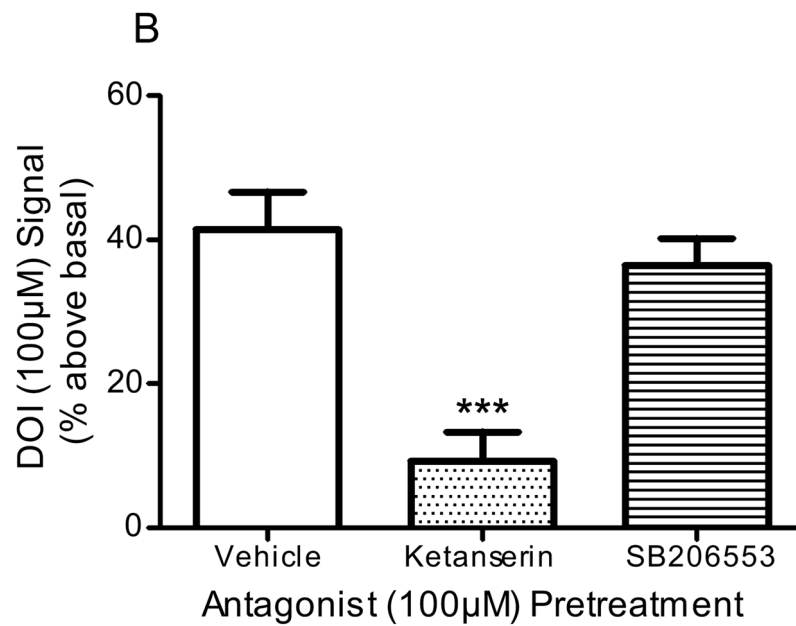 B
60
40
20
0
DOI (100µM) Signal
(% above basal)
***
Vehicle
Ketanserin
SB206553
Antagonist (100µM) Pretreatment